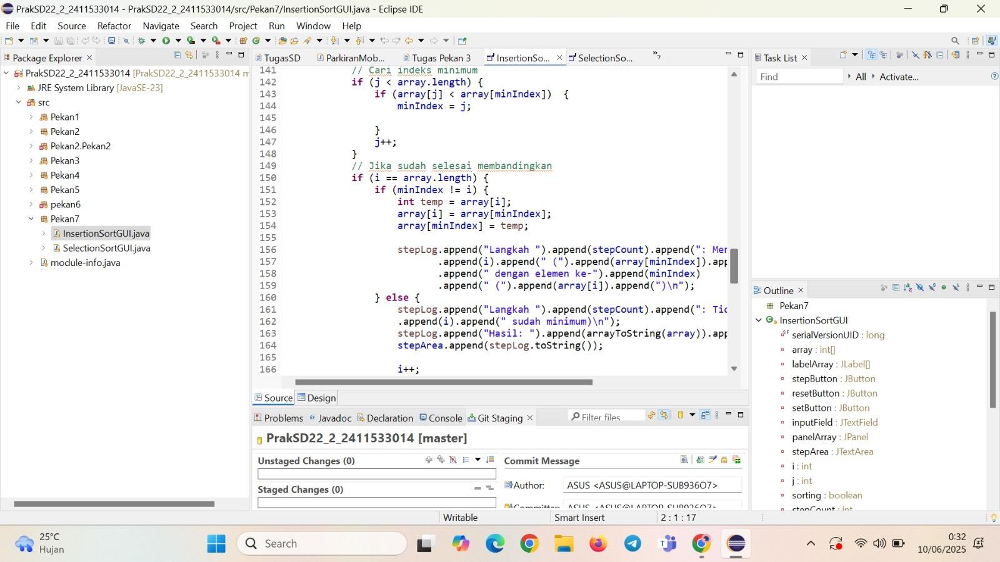 PrakSD22_2_2411533014 - PrakSD22_2_2411533014/src/Pekan7/InsertionSortGUI.java - Eclipse IDE
File Edit Source Refactor Navigate Search Project Run Window Help
Package Explorer
PrakSD22_2_2411533014 [PrakSD22_2_2411533014 m
JRE System Library [JavaSE-23]
src
Pekan1
Pekan2
Pekan2.Pekan2
Pekan3
Pekan4
Pekan5
pekan6
Pekan7
InsertionSortGUI.java
SelectionSortGUI.java
module-info.java
TugasSD ParkiranMob... Tugas Pekan 3 InsertionSo... SelectionSo... »7
141 // Cari indeks minimum
142 if (j < array.length) {
143 if (array[j] < array[minIndex])  {
144 minIndex = j;
145
146 }
147 j++;
148 }
149 // Jika sudah selesai membandingkan
150 if (i == array.length) {
151 if (minIndex != i) {
152 int temp = array[i];
153 array[i] = array[minIndex];
154 array[minIndex] = temp;
155
156 stepLog.append("Langkah ").append(stepCount).append(": Mer
157 .append(i).append(" (").append(array[minIndex]).app
158 .append(" dengan elemen ke-").append(minIndex)
159 .append(" (").append(array[i]).append(")\n");
160 } else {
161 stepLog.append("Langkah ").append(stepCount).append(": Tic
162 .append(i).append(" sudah minimum)\n");
163 stepLog.append("Hasil: ").append(arrayToString(array)).app
164 stepArea.append(stepLog.toString());
165
166 i++;
Source Design
Problems Javadoc Declaration Console Git Staging Filter files
PrakSD22_2_2411533014 [master]
Unstaged Changes (0)
Staged Changes (0)
Commit Message
Author: ASUS <ASUS@LAPTOP-SUB936O7>
Committer: ASUS <ASUS@LAPTOP-SUB936O7>
Task List
Find All Activate...
Outline
Pekan7
InsertionSortGUI
serialVersionUID : long
array : int[]
labelArray : JLabel[]
stepButton : JButton
resetButton : JButton
setButton : JButton
inputField : JTextField
panelArray : JPanel
stepArea : JTextArea
i : int
j : int
sorting : boolean
stepCount : int
Writable Smart Insert 2 : 1 : 17
25°C
Hujan
Search
0:32
10/06/2025